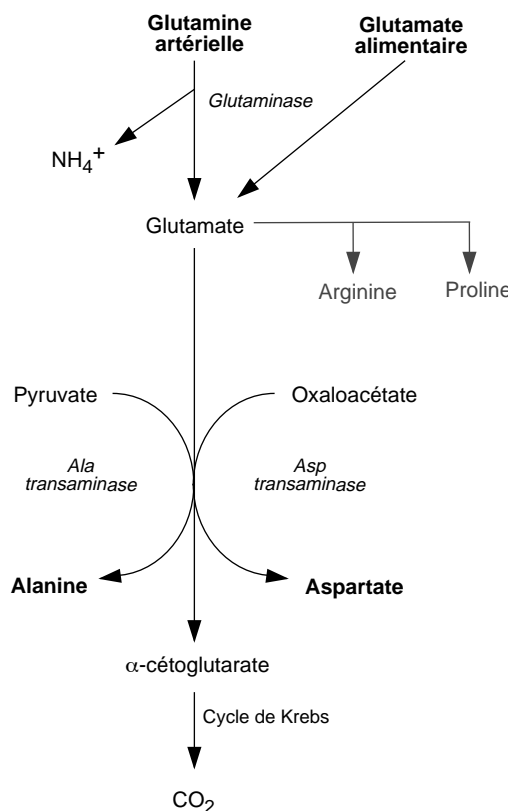 Glutamine
artérielle
Glutamate
alimentaire
Glutaminase
NH₄⁺
Glutamate
Arginine
Proline
Pyruvate
Oxaloacétate
Ala
transaminase
Asp
transaminase
Alanine
Aspartate
α-cétoglutarate
Cycle de Krebs
CO₂